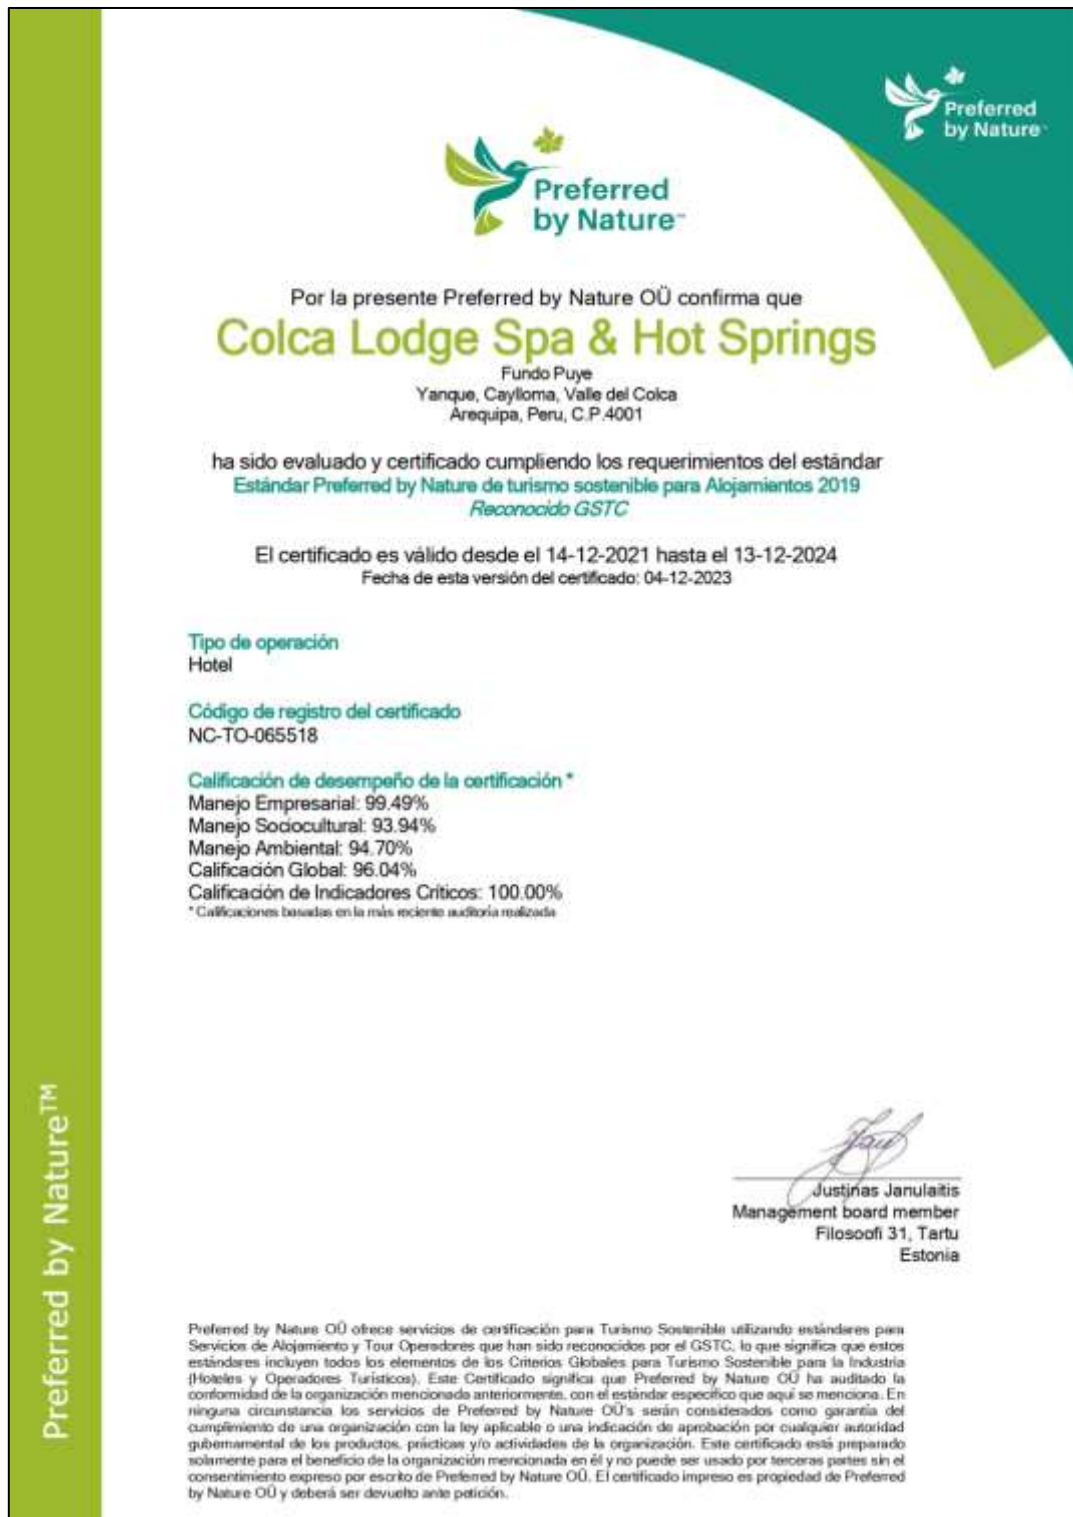 Preferred
by Nature™
Preferred
by Nature™
Por la presente Preferred by Nature OÜ confirma que
Colca Lodge Spa & Hot Springs
Fundo Puye
Yanque, Caylloma, Valle del Colca
Arequipa, Peru, C.P.4001
ha sido evaluado y certificado cumpliendo los requerimientos del estándar
Estándar Preferred by Nature de turismo sostenible para Alojamientos 2019
Reconocido GSTC
El certificado es válido desde el 14-12-2021 hasta el 13-12-2024
Fecha de esta versión del certificado: 04-12-2023
Tipo de operación
Hotel
Código de registro del certificado
NC-TO-065518
Calificación de desempeño de la certificación *
Manejo Empresarial: 99.49%
Manejo Sociocultural: 93.94%
Manejo Ambiental: 94.70%
Calificación Global: 96.04%
Calificación de Indicadores Críticos: 100.00%
* Calificaciones basadas en la más reciente auditoría realizada
Justinas Janulaitis
Management board member
Filosoofi 31, Tartu
Estonia
Preferred by Nature™
Preferred by Nature OÜ ofrece servicios de certificación para Turismo Sostenible utilizando estándares para
Servicios de Alojamiento y Tour Operadores que han sido reconocidos por el GSTC, lo que significa que estos
estándares incluyen todos los elementos de los Criterios Globales para Turismo Sostenible para la Industria
(Hoteles y Operadores Turísticos). Este Certificado significa que Preferred by Nature OÜ ha auditado la
conformidad de la organización mencionada anteriormente, con el estándar específico que aquí se menciona. En
ninguna circunstancia los servicios de Preferred by Nature OÜ's serán considerados como garantía del
cumplimiento de una organización con la ley aplicable o una indicación de aprobación por cualquier autoridad
gubernamental de los productos, prácticas y/o actividades de la organización. Este certificado está preparado
solamente para el beneficio de la organización mencionada en él y no puede ser usado por terceras partes sin el
consentimiento expreso por escrito de Preferred by Nature OÜ. El certificado impreso es propiedad de Preferred
by Nature OÜ y deberá ser devuelto ante petición.